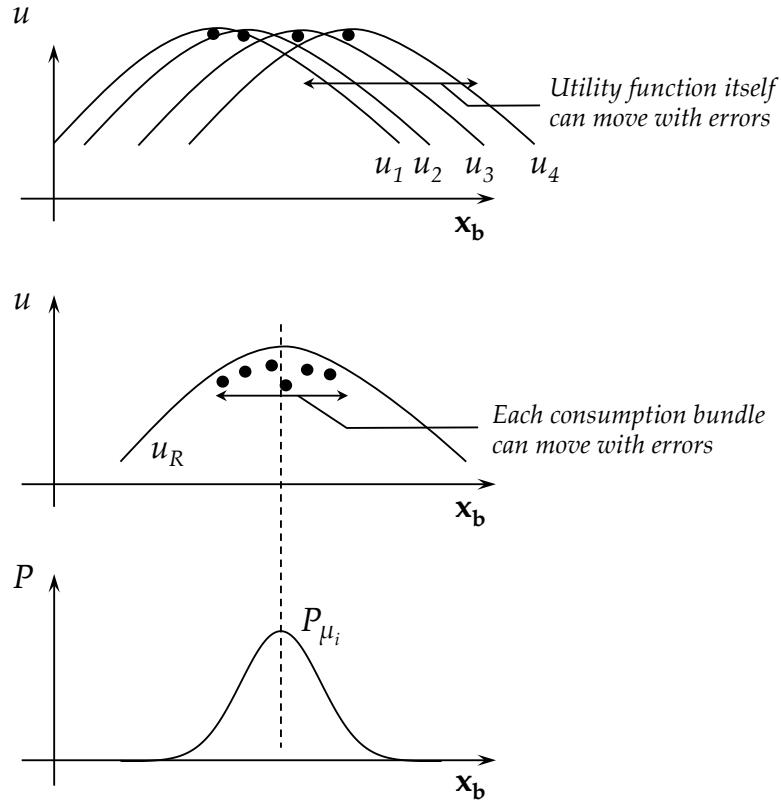 u
Utility function itself
can move with errors
u1 u2 u3 u4
xb
u
Each consumption bundle
can move with errors
uR
xb
P
Pμi
xb